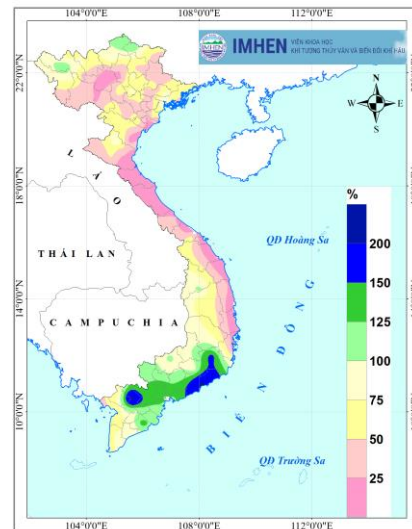 104°0'0"E 108°0'0"E 112°0'0"E
IMHEN
VIỆN KHOA HỌC
KHÍ TƯỢNG THỦY VĂN VÀ BIẾN ĐỔI KHÍ HẬU
22°0'0"N
N
W E
S
LÀO
18°0'0"N
%
QĐ Hoàng Sa
THÁI LAN
200
150
14°0'0"N
125
CAMPUCHIA
100
75
BIỂN ĐÔNG
50
10°0'0"N
25
QĐ Trường Sa
104°0'0"E 108°0'0"E 112°0'0"E